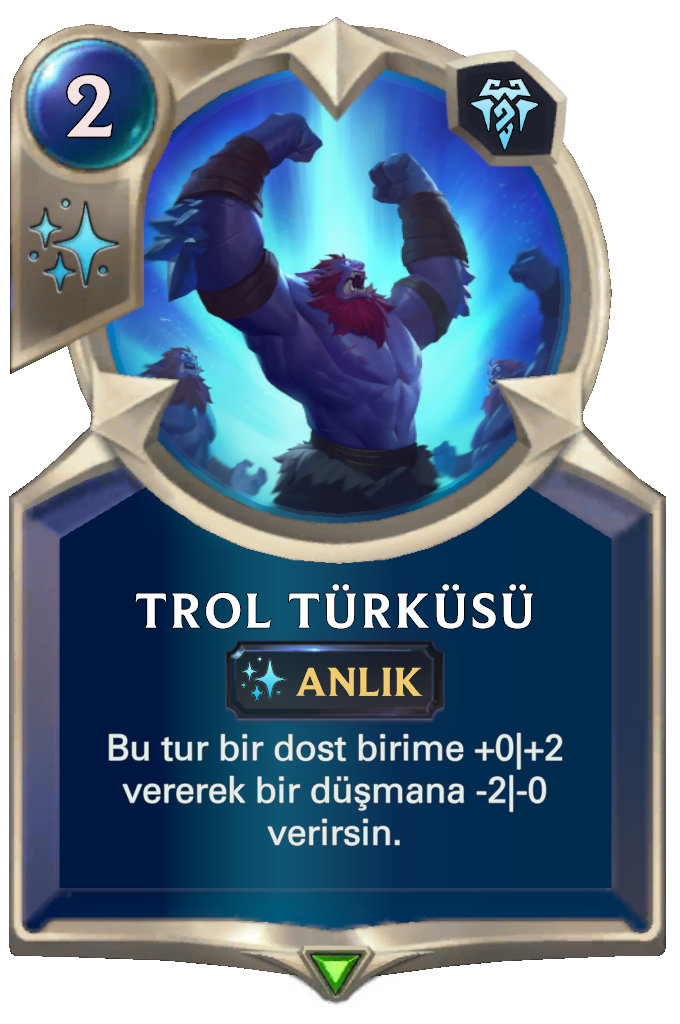 2
TROL TÜRKÜSÜ
ANLIK
Bu tur bir dost birime +0|+2
vererek bir düşmana -2|-0
verirsin.